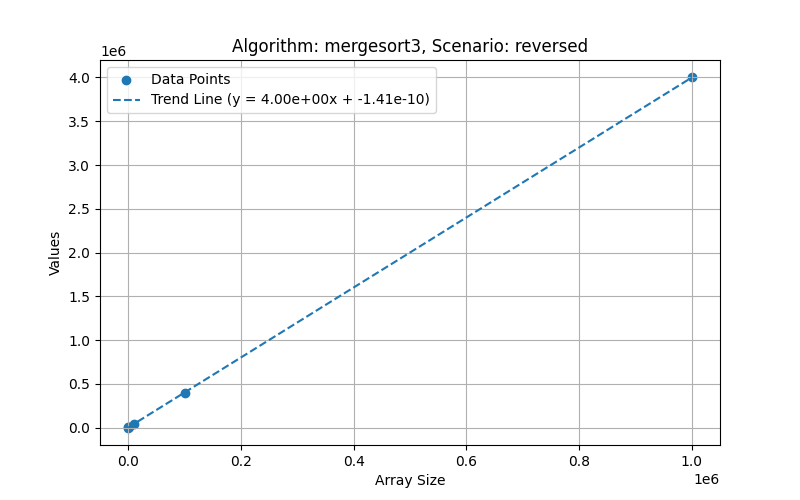 Algorithm: mergesort3, Scenario: reversed
1e6
Data Points
Trend Line (y = 4.00e+00x + -1.41e-10)
4.0
3.5
3.0
2.5
2.0
1.5
1.0
0.5
0.0
Values
0.0 0.2 0.4 0.6 0.8 1.0
1e6
Array Size